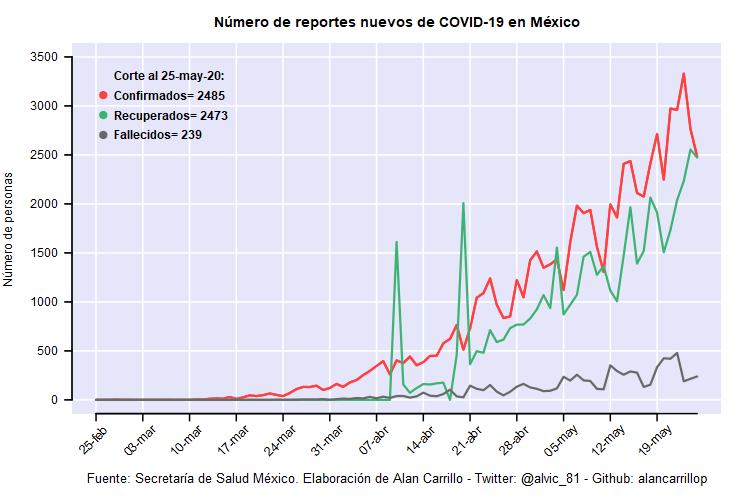 Número de reportes nuevos de COVID-19 en México
Número de personas
3500
3000
2500
2000
1500
1000
500
0
Corte al 25-may-20:
Confirmados= 2485
Recuperados= 2473
Fallecidos= 239
25-feb
03-mar
10-mar
17-mar
24-mar
31-mar
07-abr
14-abr
21-abr
28-abr
05-may
12-may
19-may
Fuente: Secretaría de Salud México. Elaboración de Alan Carrillo - Twitter: @alvic_81 - Github: alancarrillop